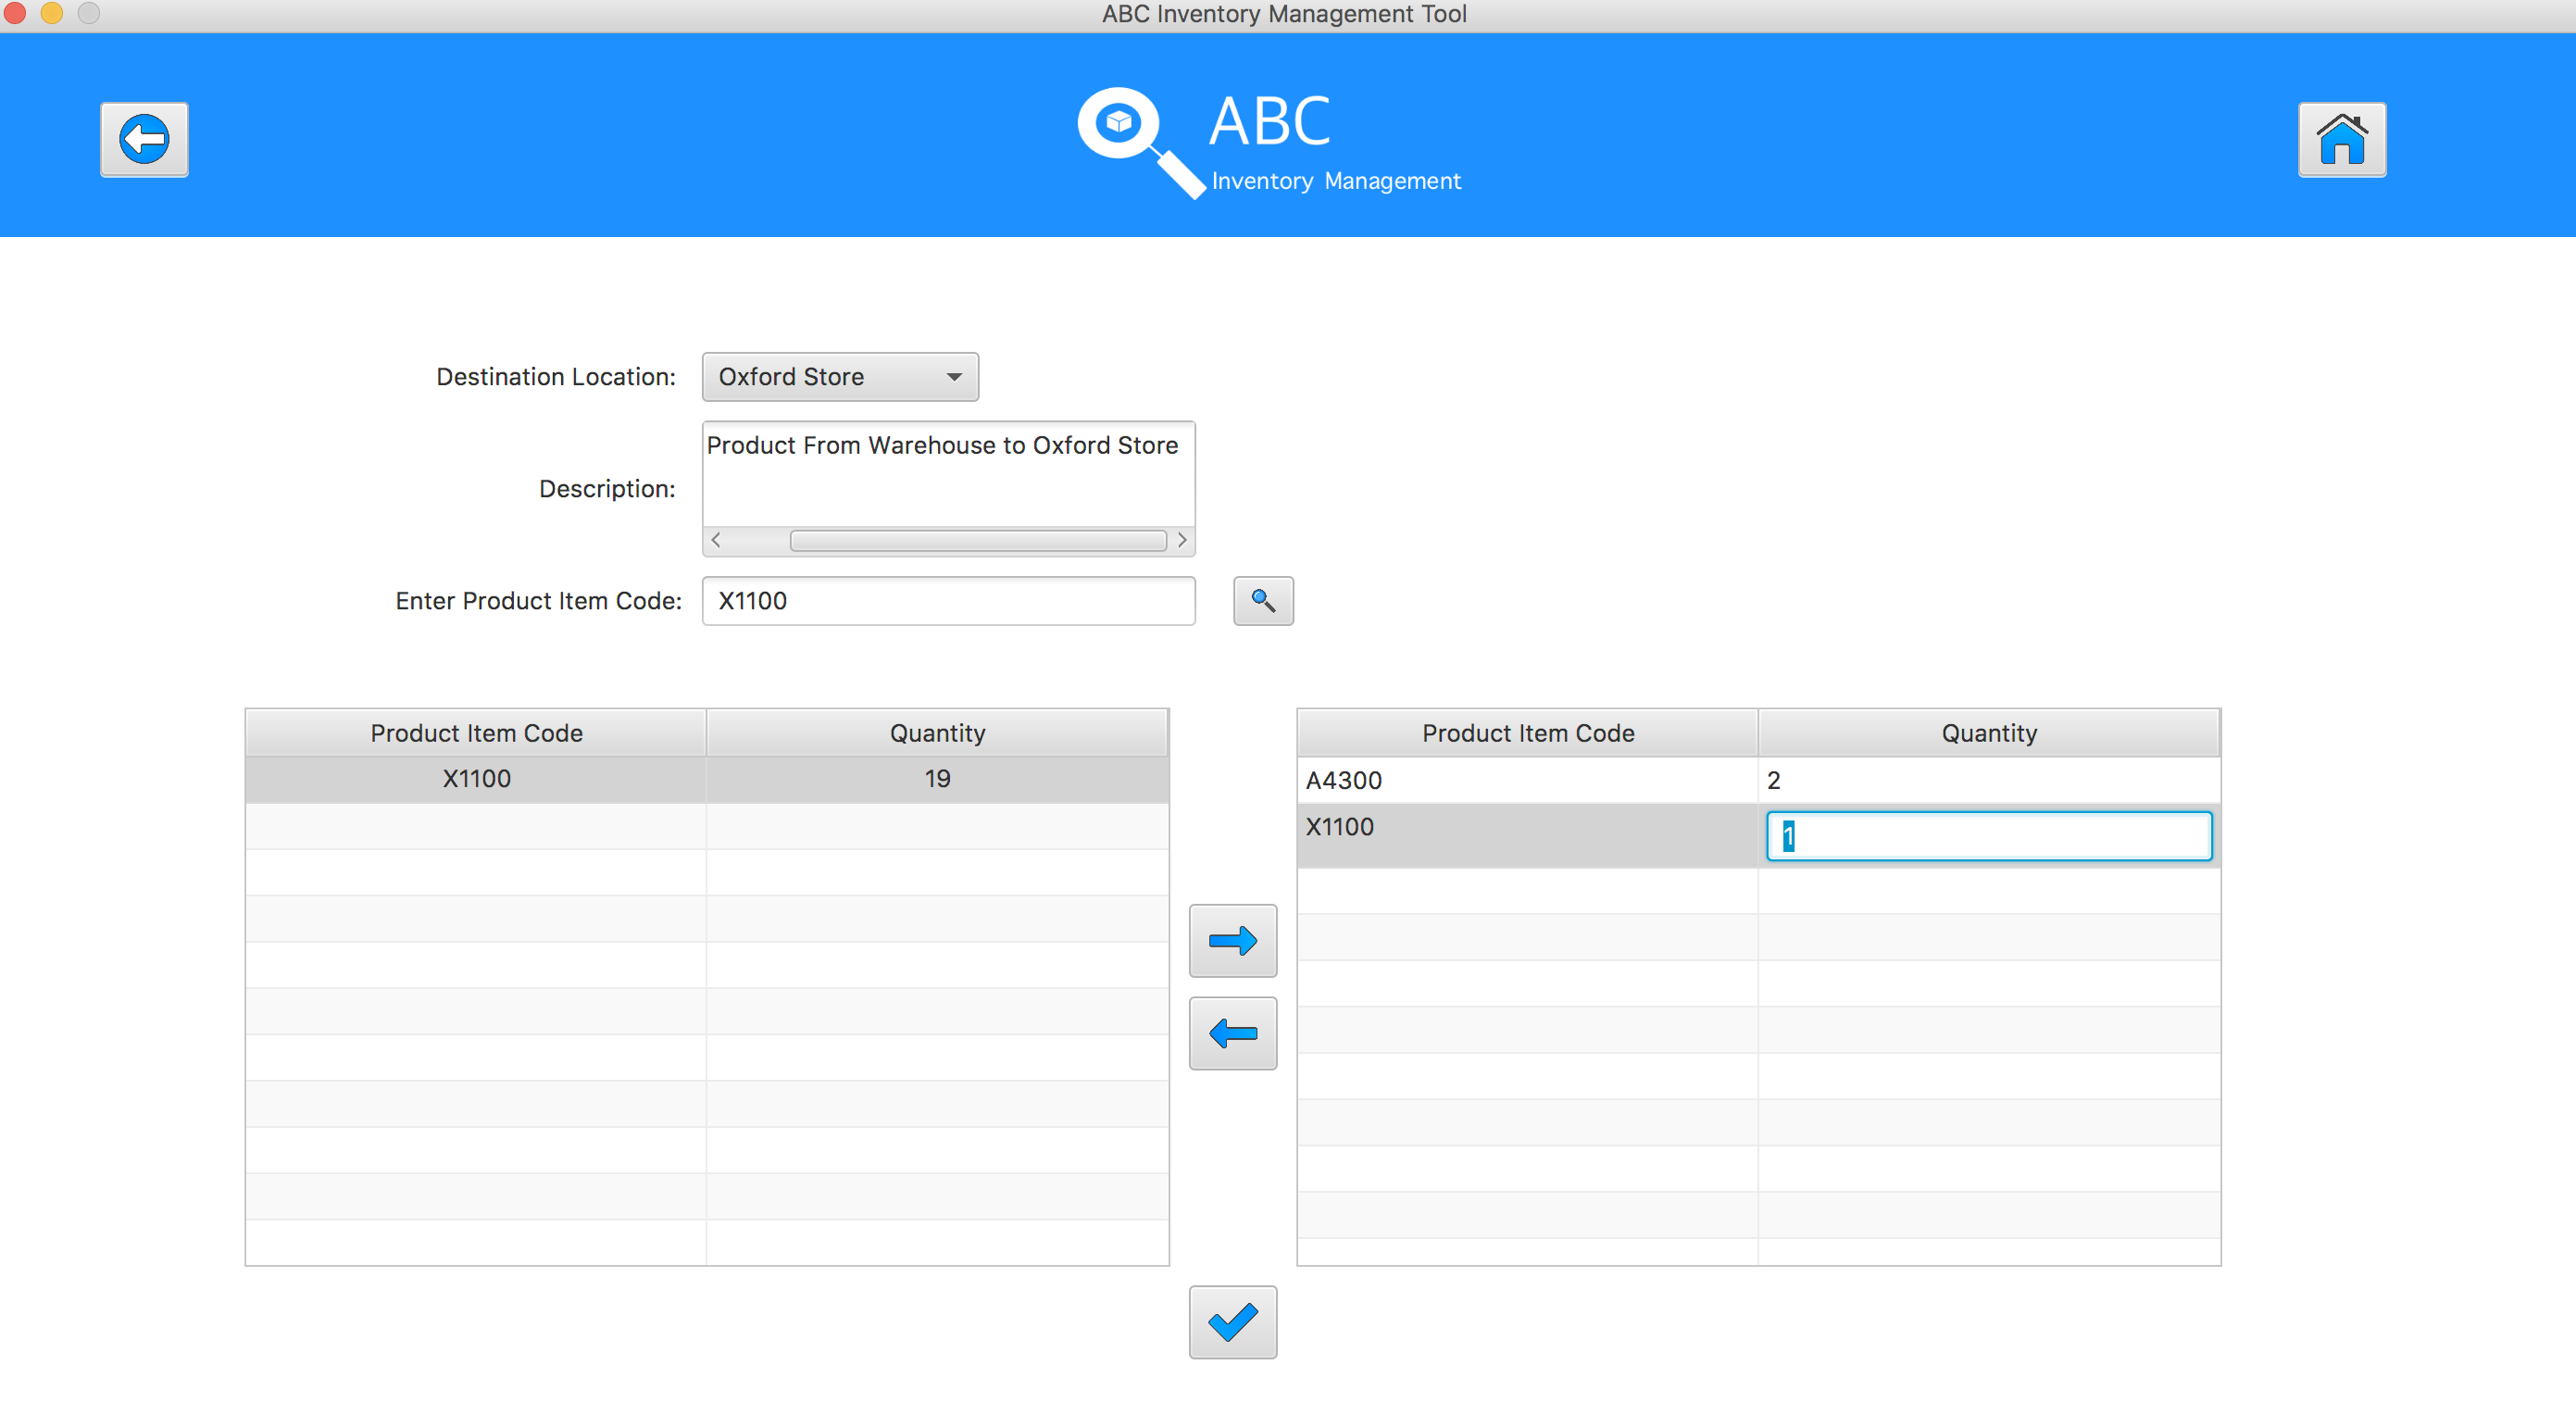 ABC Inventory Management Tool
ABC
Inventory Management
Destination Location:
Oxford Store
Description:
Product From Warehouse to Oxford Store
Enter Product Item Code:
X1100
Product Item Code Quantity
X1100 19
Product Item Code Quantity
A4300 2
X1100 1